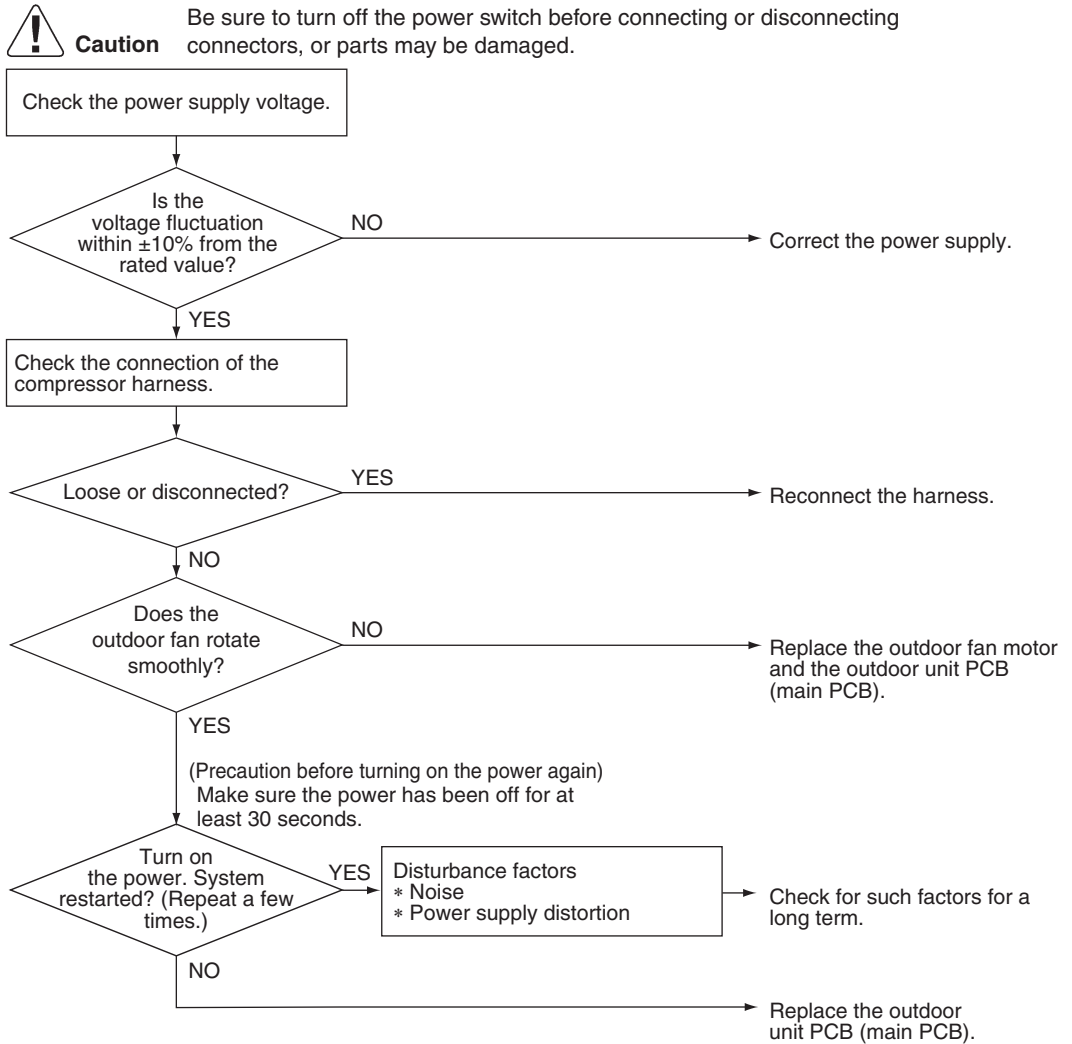 Be sure to turn off the power switch before connecting or disconnecting
Caution
connectors, or parts may be damaged.
Check the power supply voltage.
Is the
voltage fluctuation
within ±10% from the
rated value?
NO
Correct the power supply.
YES
Check the connection of the
compressor harness.
Loose or disconnected?
YES
Reconnect the harness.
NO
Does the
outdoor fan rotate
smoothly?
NO
Replace the outdoor fan motor
and the outdoor unit PCB
(main PCB).
YES
(Precaution before turning on the power again)
Make sure the power has been off for at
least 30 seconds.
Turn on
the power. System
restarted? (Repeat a few
times.)
YES
Disturbance factors
∗ Noise
∗ Power supply distortion
Check for such factors for a
long term.
NO
Replace the outdoor
unit PCB (main PCB).